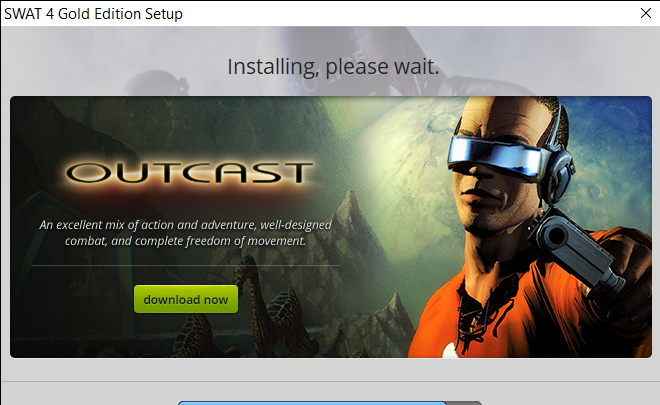 SWAT 4 Gold Edition Setup
Installing, please wait.
OUTCAST
An excellent mix of action and adventure, well-designed
combat, and complete freedom of movement.
download now